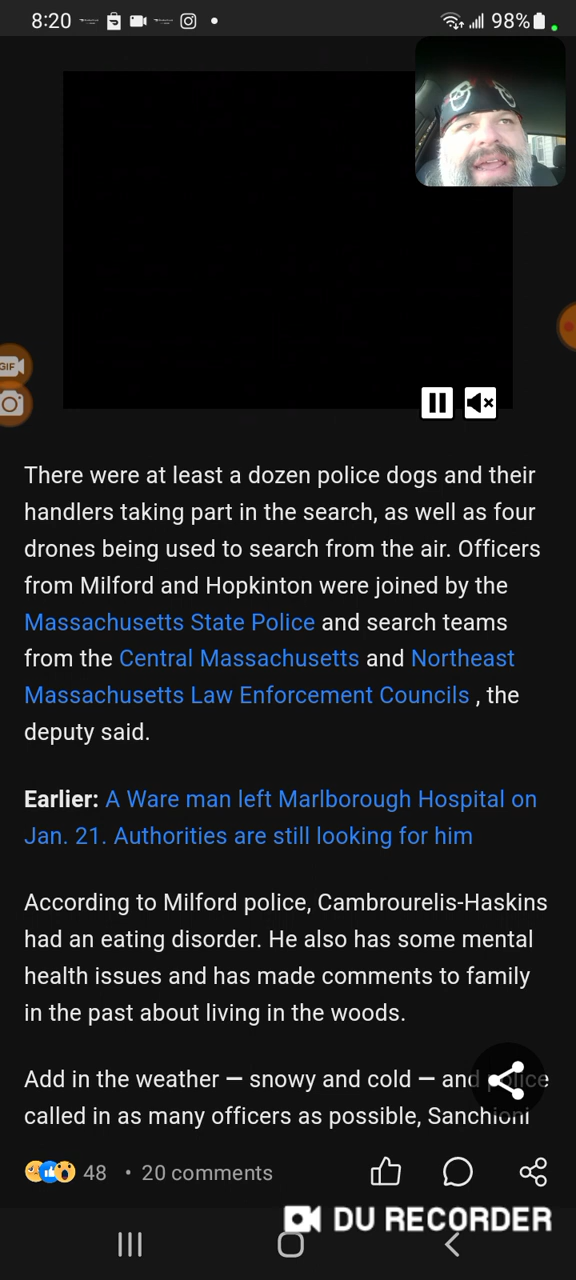 8:20
98%
GIF
There were at least a dozen police dogs and their
handlers taking part in the search, as well as four
drones being used to search from the air. Officers
from Milford and Hopkinton were joined by the
Massachusetts State Police and search teams
from the Central Massachusetts and Northeast
Massachusetts Law Enforcement Councils , the
deputy said.
Earlier: A Ware man left Marlborough Hospital on
Jan. 21. Authorities are still looking for him
According to Milford police, Cambrourelis-Haskins
had an eating disorder. He also has some mental
health issues and has made comments to family
in the past about living in the woods.
Add in the weather — snowy and cold — and police
called in as many officers as possible, Sanchioni
48 • 20 comments
DU RECORDER